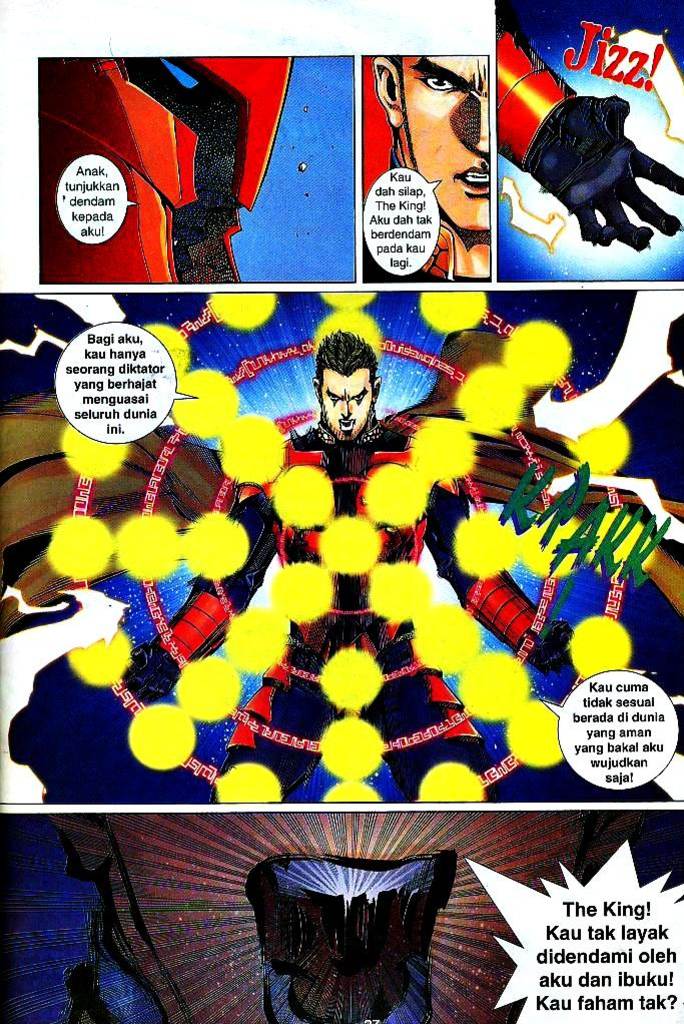 Anak,
tunjukkan
dendam
kepada
aku!
Kau
dah silap,
The King!
Aku dah tak
berdendam
pada kau
lagi.
Jizz!
Bagi aku,
kau hanya
seorang diktator
yang berhajat
menguasai
seluruh dunia
ini.
KPAKK!
Kau cuma
tidak sesuai
berada di dunia
yang aman
yang bakal aku
wujudkan
saja!
The King!
Kau tak layak
didendami oleh
aku dan ibuku!
Kau faham tak?